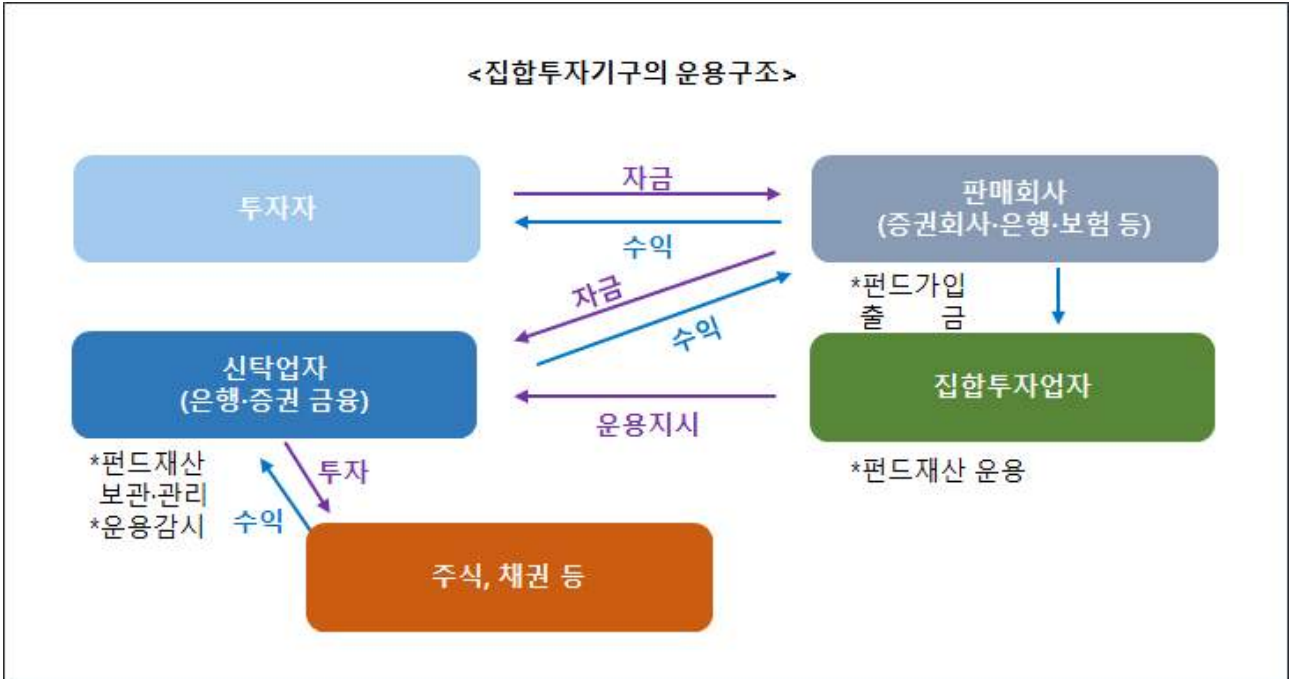 <집합투자기구의 운용구조>
투자자
자금
수익
판매회사
(증권회사·은행·보험 등)
자금
수익
*펀드가입
출 금
신탁업자
(은행·증권 금융)
운용지시
집합투자업자
*펀드재산
보관·관리
*운용감시
투자
수익
*펀드재산 운용
주식, 채권 등